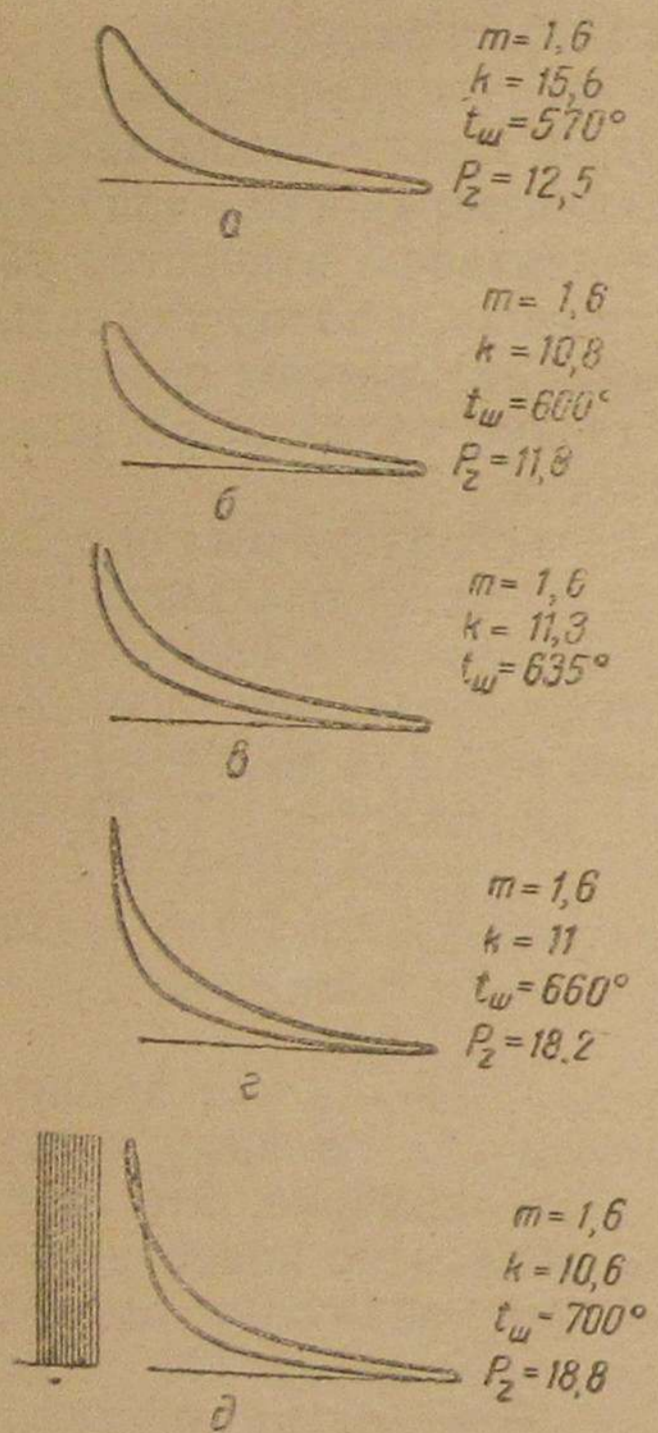 m = 1,6
k = 15,6
tш = 570°
Pz = 12,5
а
m = 1,6
k = 10,8
tш = 600°
Pz = 11,8
б
m = 1,6
k = 11,3
tш = 635°
в
m = 1,6
k = 11
tш = 660°
Pz = 18.2
г
m = 1,6
k = 10,6
tш - 700°
Pz = 18,8
д